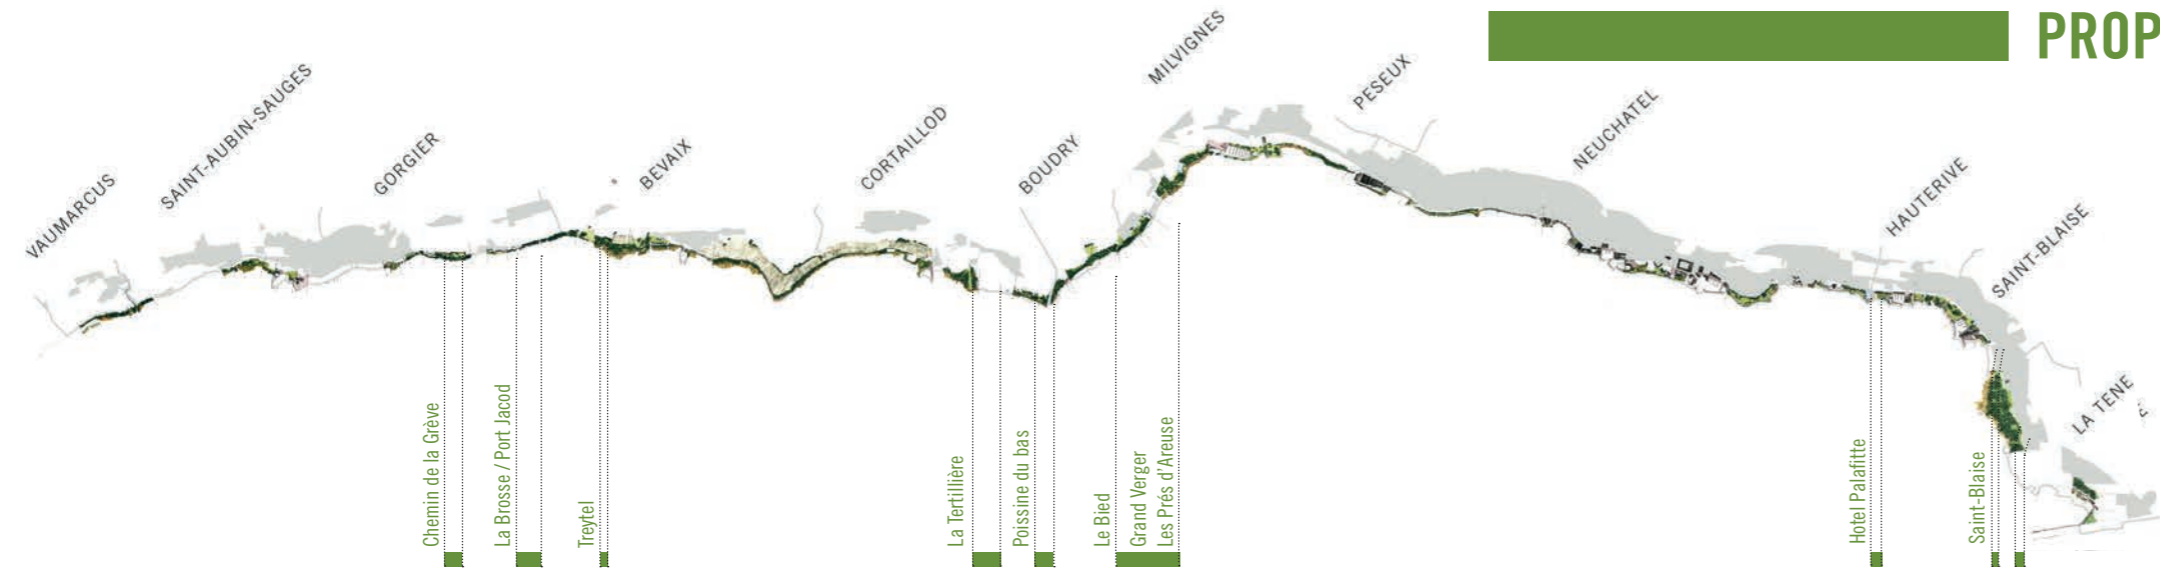 PROP
VAUMARCUS
SAINT-AUBIN-SAUGES
GORGIER
BEVAIX
CORTAILLOD
BOUDRY
MILVIGNES
PESEUX
NEUCHATEL
HAUTERIVE
SAINT-BLAISE
LA TENE
Chemin de la Grève
La Brosse / Port Jacod
Treytel
La Tertillière
Poissine du bas
Le Bied
Grand Verger
Les Prés d'Areuse
Hotel Palafitte
Saint-Blaise